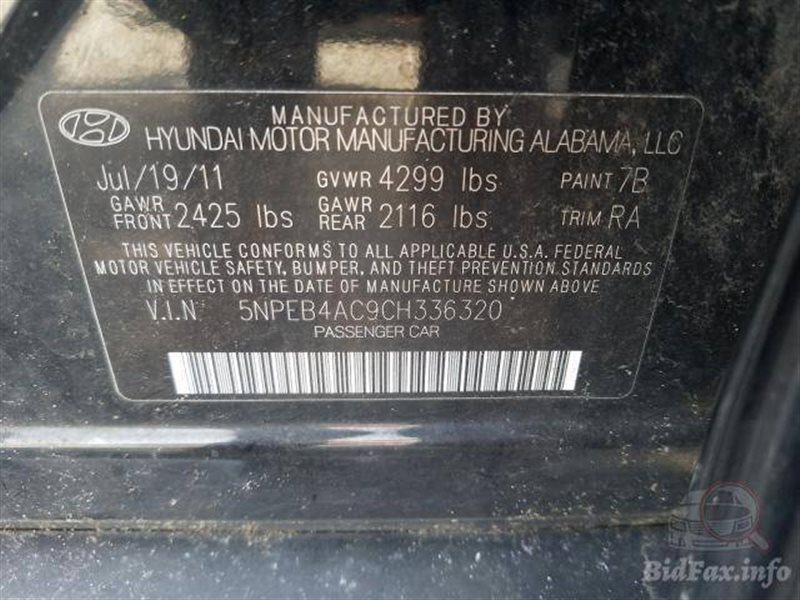 MANUFACTURED BY
HYUNDAI MOTOR MANUFACTURING ALABAMA, LLC
Jul/19/11 GVWR 4299 lbs PAINT 7B
GAWR FRONT 2425 lbs GAWR REAR 2116 lbs TRIM RA
THIS VEHICLE CONFORMS TO ALL APPLICABLE U.S.A. FEDERAL
MOTOR VEHICLE SAFETY, BUMPER, AND THEFT PREVENTION STANDARDS
IN EFFECT ON THE DATE OF MANUFACTURE SHOWN ABOVE
V.I.N 5NPEB4AC9CH336320
PASSENGER CAR
BidFax.info